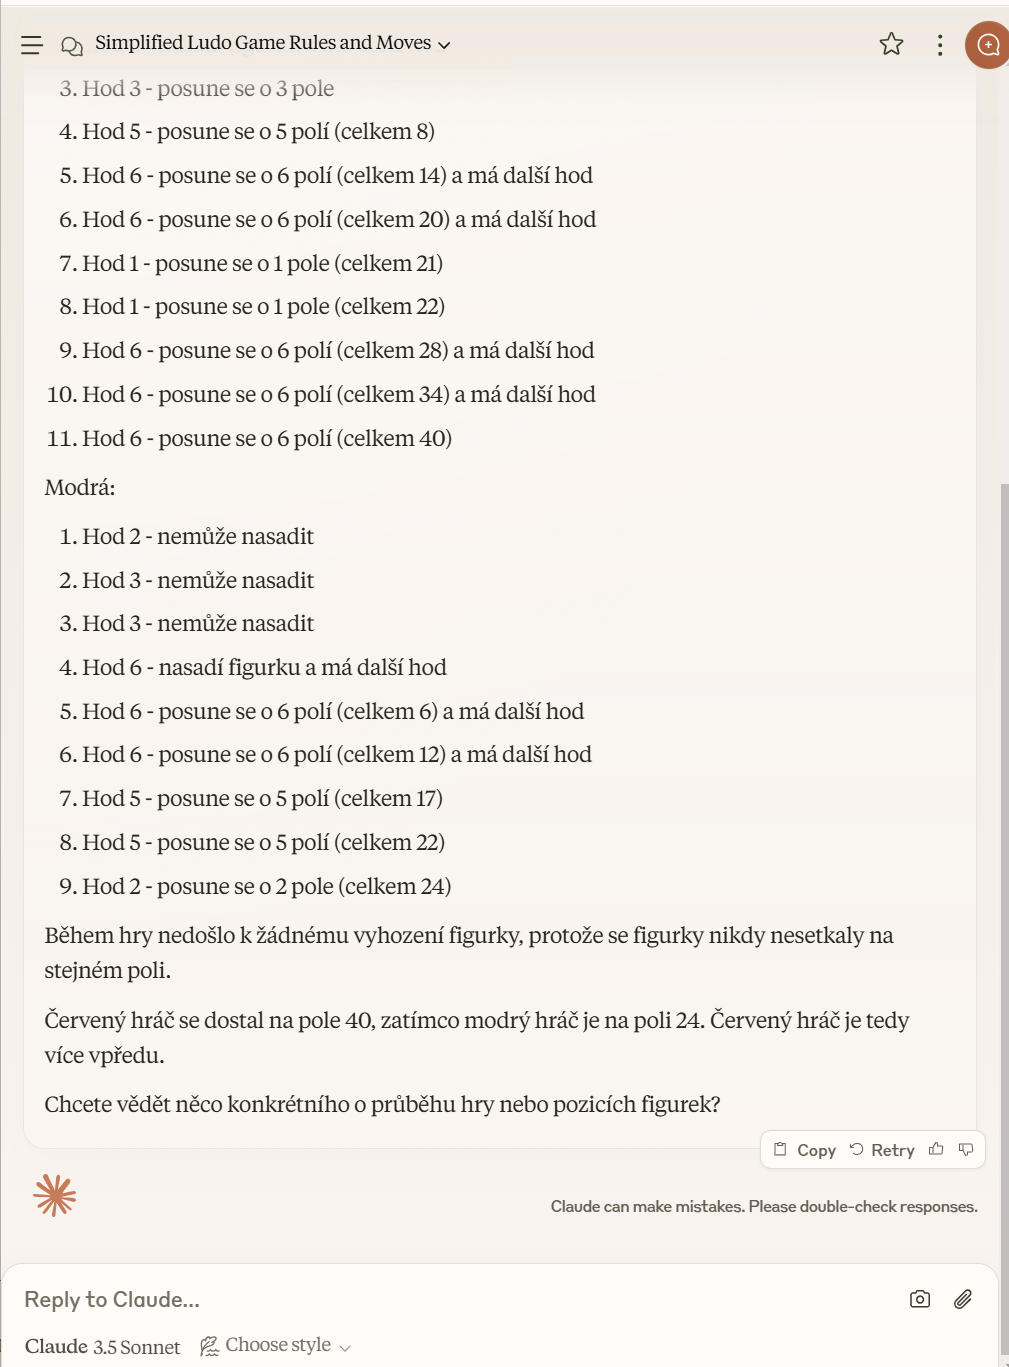 Simplified Ludo Game Rules and Moves
3. Hod 3 - posune se o 3 pole
4. Hod 5 - posune se o 5 polí (celkem 8)
5. Hod 6 - posune se o 6 polí (celkem 14) a má další hod
6. Hod 6 - posune se o 6 polí (celkem 20) a má další hod
7. Hod 1 - posune se o 1 pole (celkem 21)
8. Hod 1 - posune se o 1 pole (celkem 22)
9. Hod 6 - posune se o 6 polí (celkem 28) a má další hod
10. Hod 6 - posune se o 6 polí (celkem 34) a má další hod
11. Hod 6 - posune se o 6 polí (celkem 40)
Modrá:
1. Hod 2 - nemůže nasadit
2. Hod 3 - nemůže nasadit
3. Hod 3 - nemůže nasadit
4. Hod 6 - nasadí figurku a má další hod
5. Hod 6 - posune se o 6 polí (celkem 6) a má další hod
6. Hod 6 - posune se o 6 polí (celkem 12) a má další hod
7. Hod 5 - posune se o 5 polí (celkem 17)
8. Hod 5 - posune se o 5 polí (celkem 22)
9. Hod 2 - posune se o 2 pole (celkem 24)
Během hry nedošlo k žádnému vyhození figurky, protože se figurky nikdy nesetkaly na
stejném poli.
Červený hráč se dostal na pole 40, zatímco modrý hráč je na poli 24. Červený hráč je tedy
více vpředu.
Chcete vědět něco konkrétního o průběhu hry nebo pozicích figurek?
Copy Retry
Claude can make mistakes. Please double-check responses.
Reply to Claude...
Claude 3.5 Sonnet Choose style